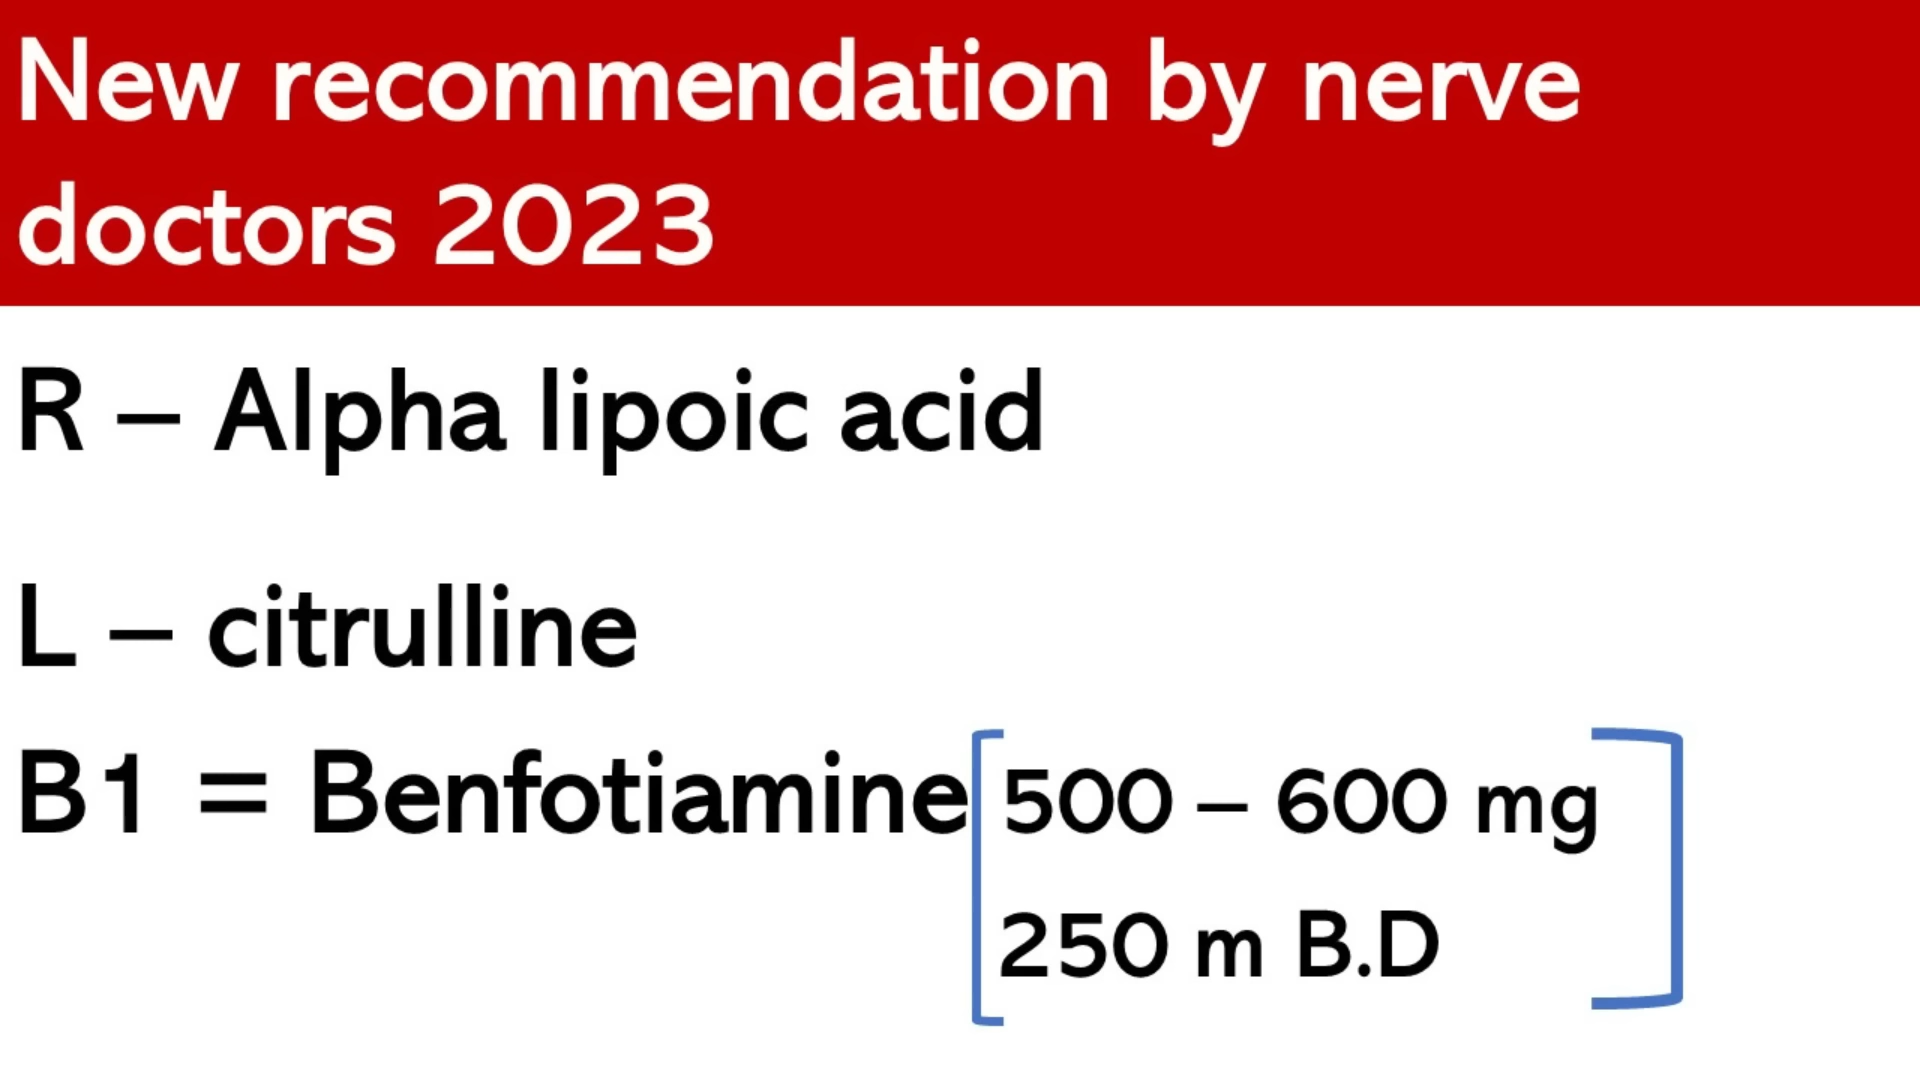 New recommendation by nerve
doctors 2023
R – Alpha lipoic acid
L – citrulline
B1 = Benfotiamine 500 – 600 mg
250 m B.D